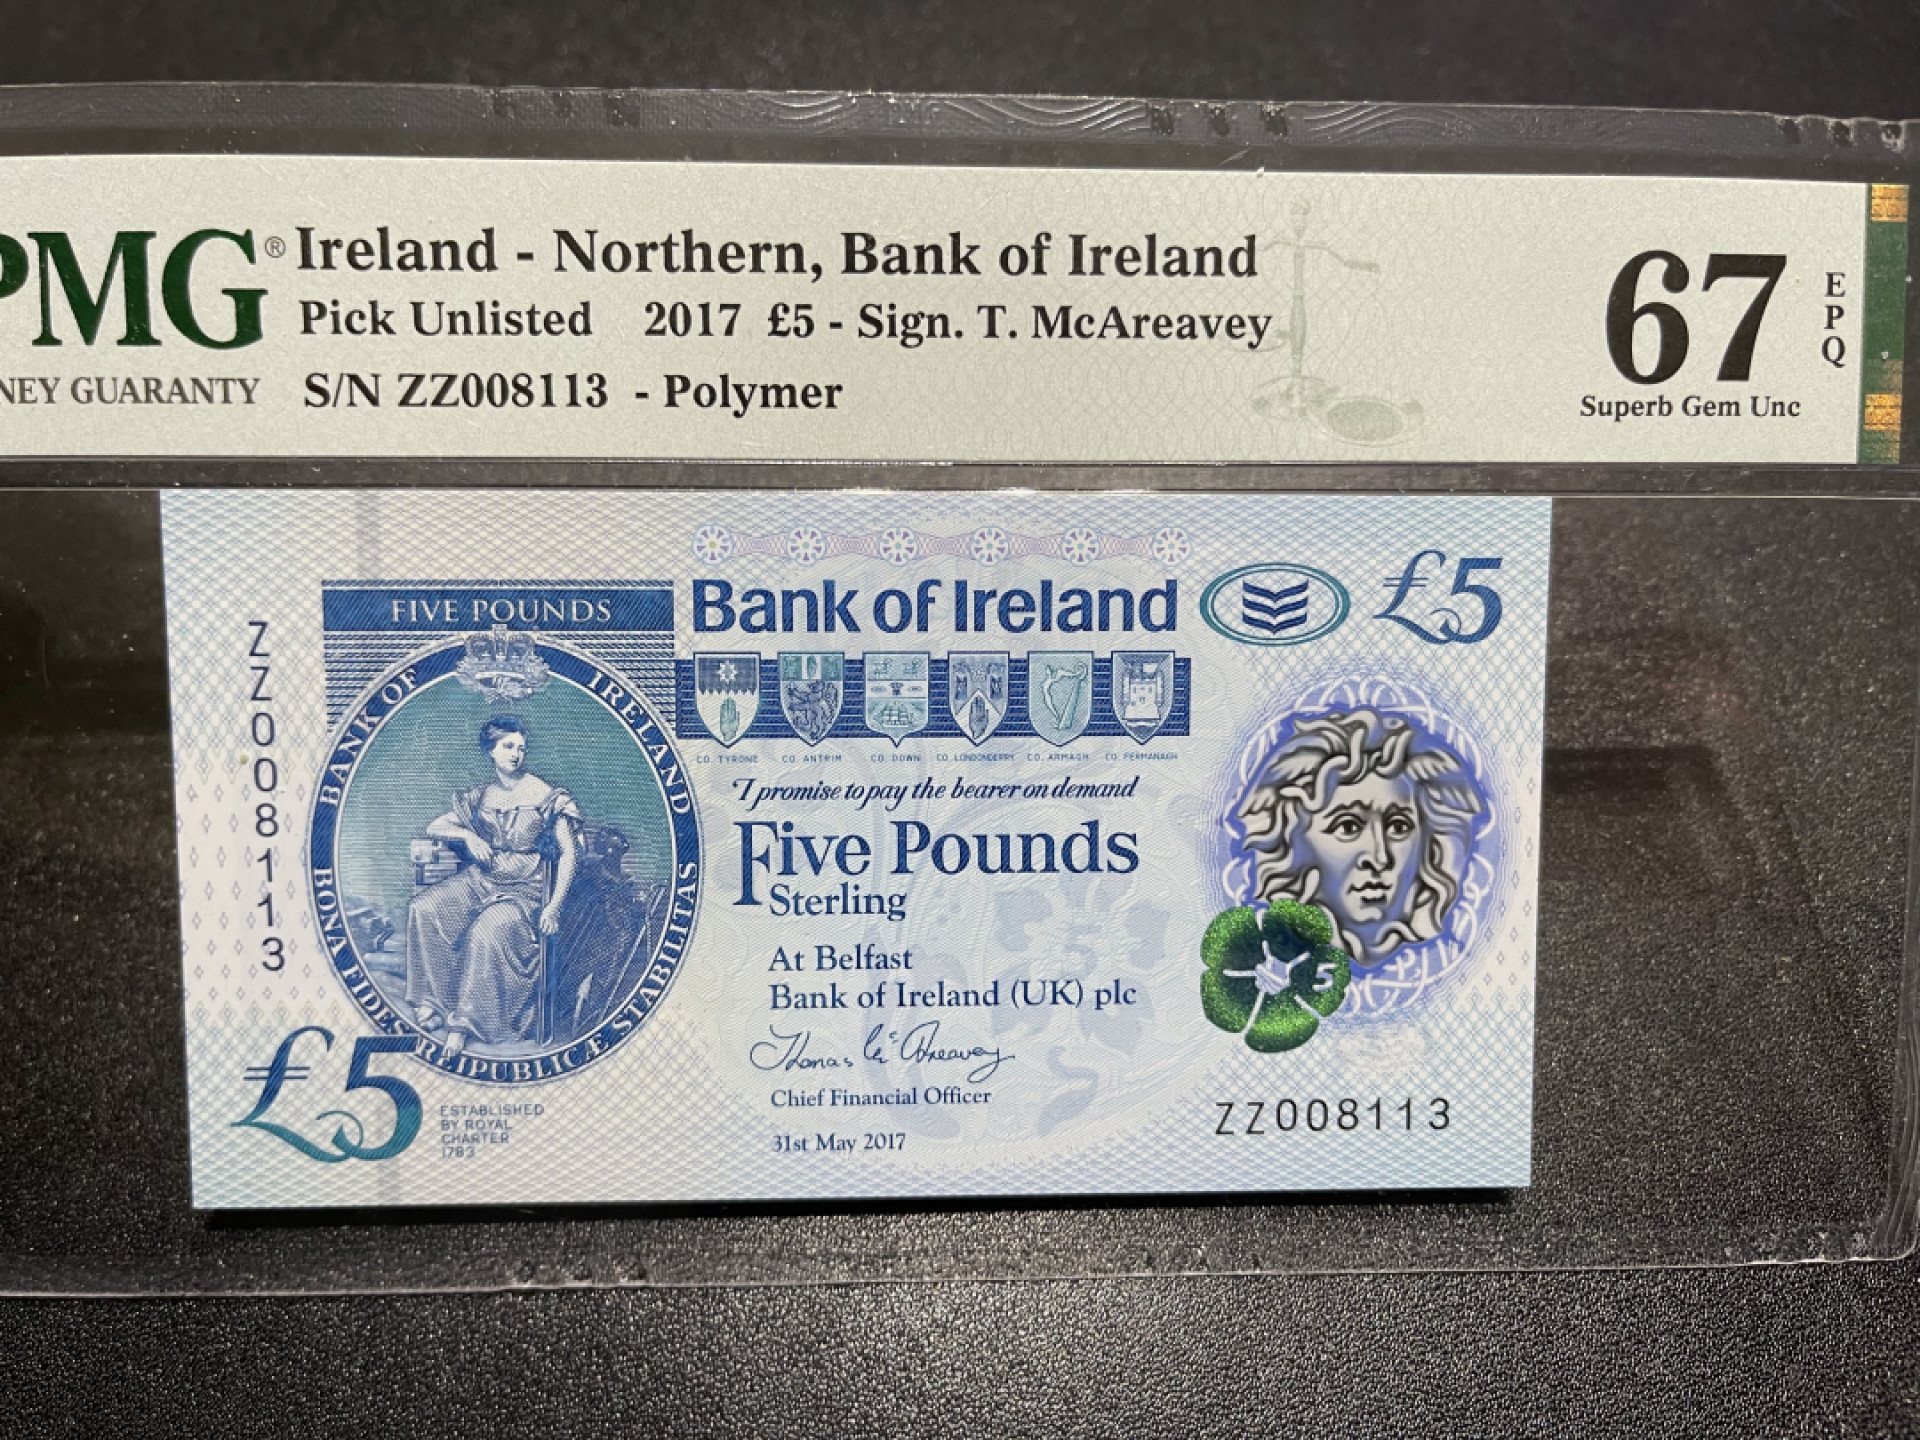 PMG® Ireland - Northern, Bank of Ireland
Pick Unlisted 2017 £5 - Sign. T. McAreavey
GUARANTY S/N ZZ008113 - Polymer
67 EPQ
Superb Gem Unc
ZZ008113
FIVE POUNDS
BANK OF IRELAND
BONA FIDES REIPUBLICÆ STABILITAS
£5
ESTABLISHED
BY ROYAL
CHARTER
1783
Bank of Ireland
£5
CO. TYRONE CO. ANTRIM CO. DOWN CO. LONDONDERRY CO. ARMAGH CO. FERMANAGH
I promise to pay the bearer on demand
Five Pounds
Sterling
At Belfast
Bank of Ireland (UK) plc
Thomas McAreavey
Chief Financial Officer
31st May 2017
5
ZZ008113